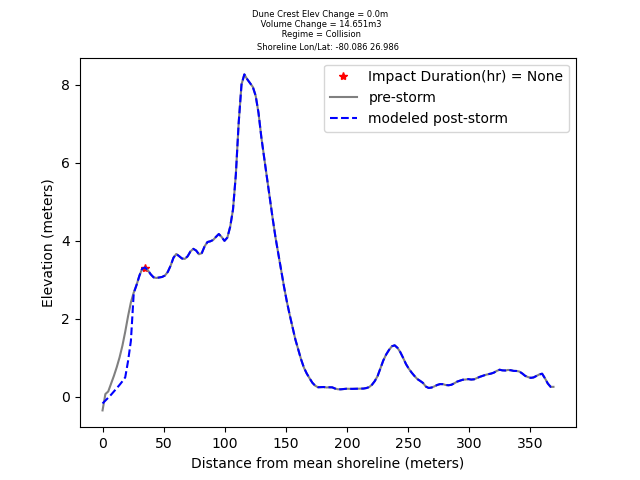 Dune Crest Elev Change = 0.0m
Volume Change = 14.651m3
Regime = Collision
Shoreline Lon/Lat: -80.086 26.986
Impact Duration(hr) = None
pre-storm
modeled post-storm
Elevation (meters)
8
6
4
2
0
0 50 100 150 200 250 300 350
Distance from mean shoreline (meters)